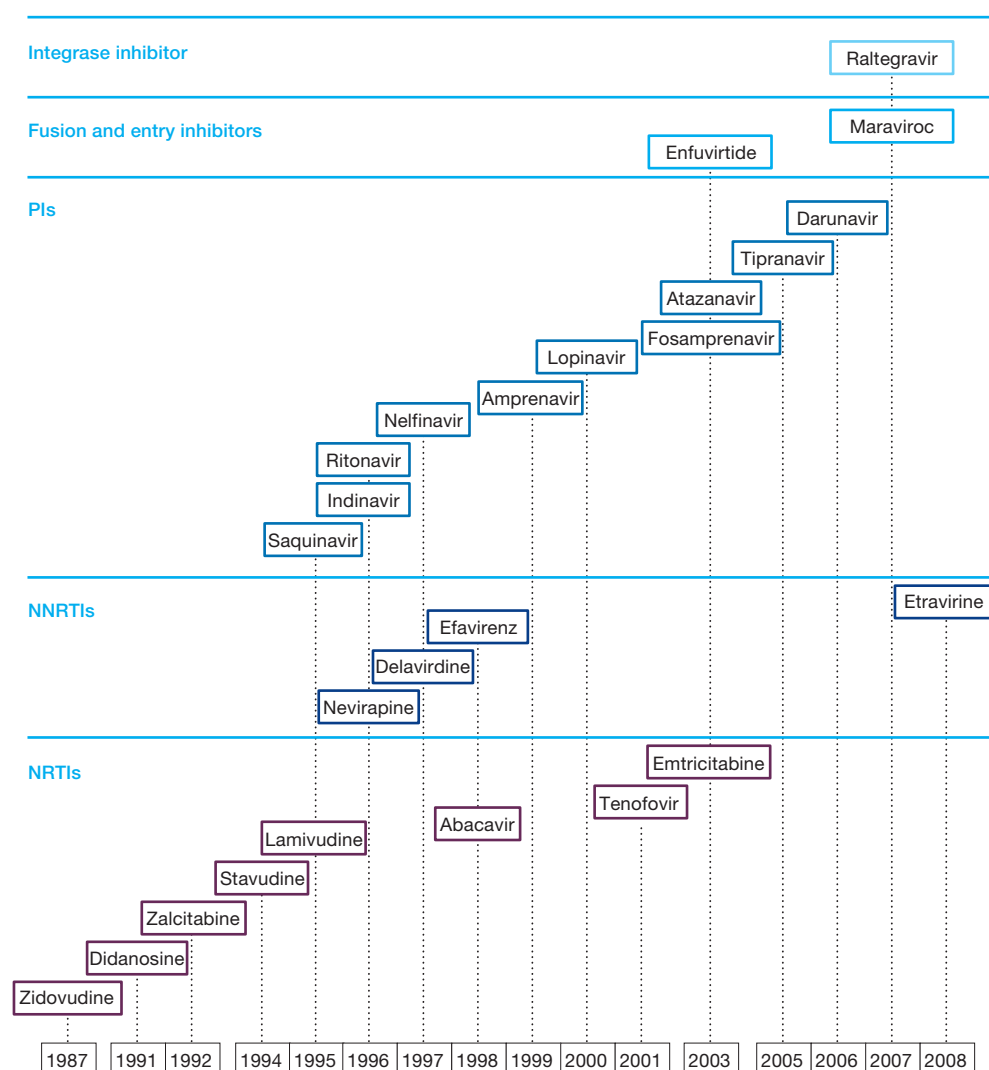 Integrase inhibitor
Raltegravir
Fusion and entry inhibitors
Maraviroc
Enfuvirtide
PIs
Darunavir
Tipranavir
Atazanavir
Fosamprenavir
Lopinavir
Amprenavir
Nelfinavir
Ritonavir
Indinavir
Saquinavir
NNRTIs
Etravirine
Efavirenz
Delavirdine
Nevirapine
NRTIs
Emtricitabine
Tenofovir
Abacavir
Lamivudine
Stavudine
Zalcitabine
Didanosine
Zidovudine
1987 1991 1992 1994 1995 1996 1997 1998 1999 2000 2001 2003 2005 2006 2007 2008